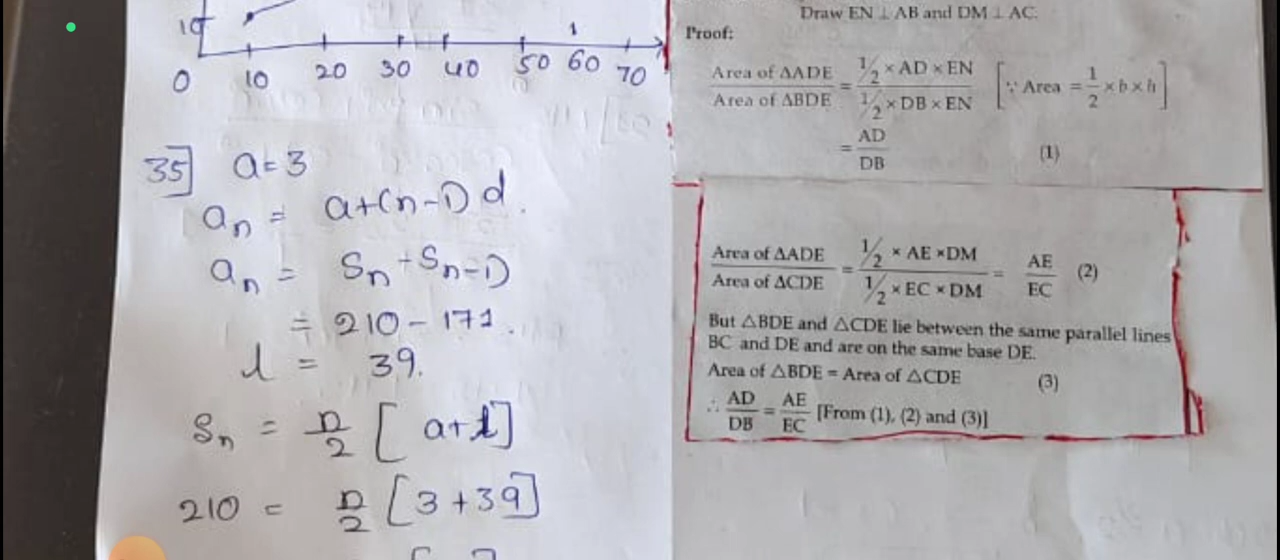 10
0 10 20 30 40 50 60 70
35] a = 3
aₙ = a+(n-1) d.
aₙ = Sₙ - Sₙ-1)
= 210 - 171.
l = 39.
Sₙ = n/2 [ a+l]
210 = n/2 [3 +39]
Draw EN ⊥ AB and DM ⊥ AC.
Proof:
Area of ΔADE / Area of ΔBDE = 1/2 × AD × EN / 1/2 × DB × EN [∵ Area = 1/2 × b × h]
= AD / DB (1)
Area of ΔADE / Area of ΔCDE = 1/2 × AE × DM / 1/2 × EC × DM = AE / EC (2)
But △BDE and △CDE lie between the same parallel lines
BC and DE and are on the same base DE.
Area of △BDE = Area of △CDE (3)
∴ AD / DB = AE / EC [From (1), (2) and (3)]